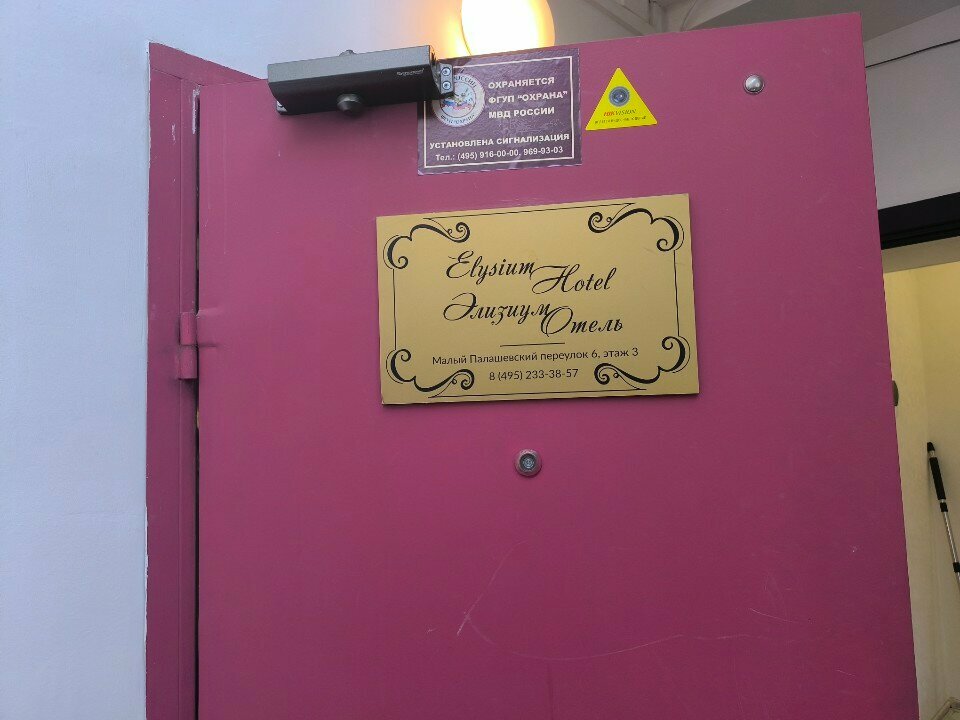 ОХРАНЯЕТСЯ
ФГУП "ОХРАНА"
МВД РОССИИ
УСТАНОВЛЕНА СИГНАЛИЗАЦИЯ
Тел.: (495) 916-00-00, 969-93-03
HIKVISION
Elysium Hotel
Элизиум Отель
Малый Палашевский переулок 6, этаж 3
8 (495) 233-38-57